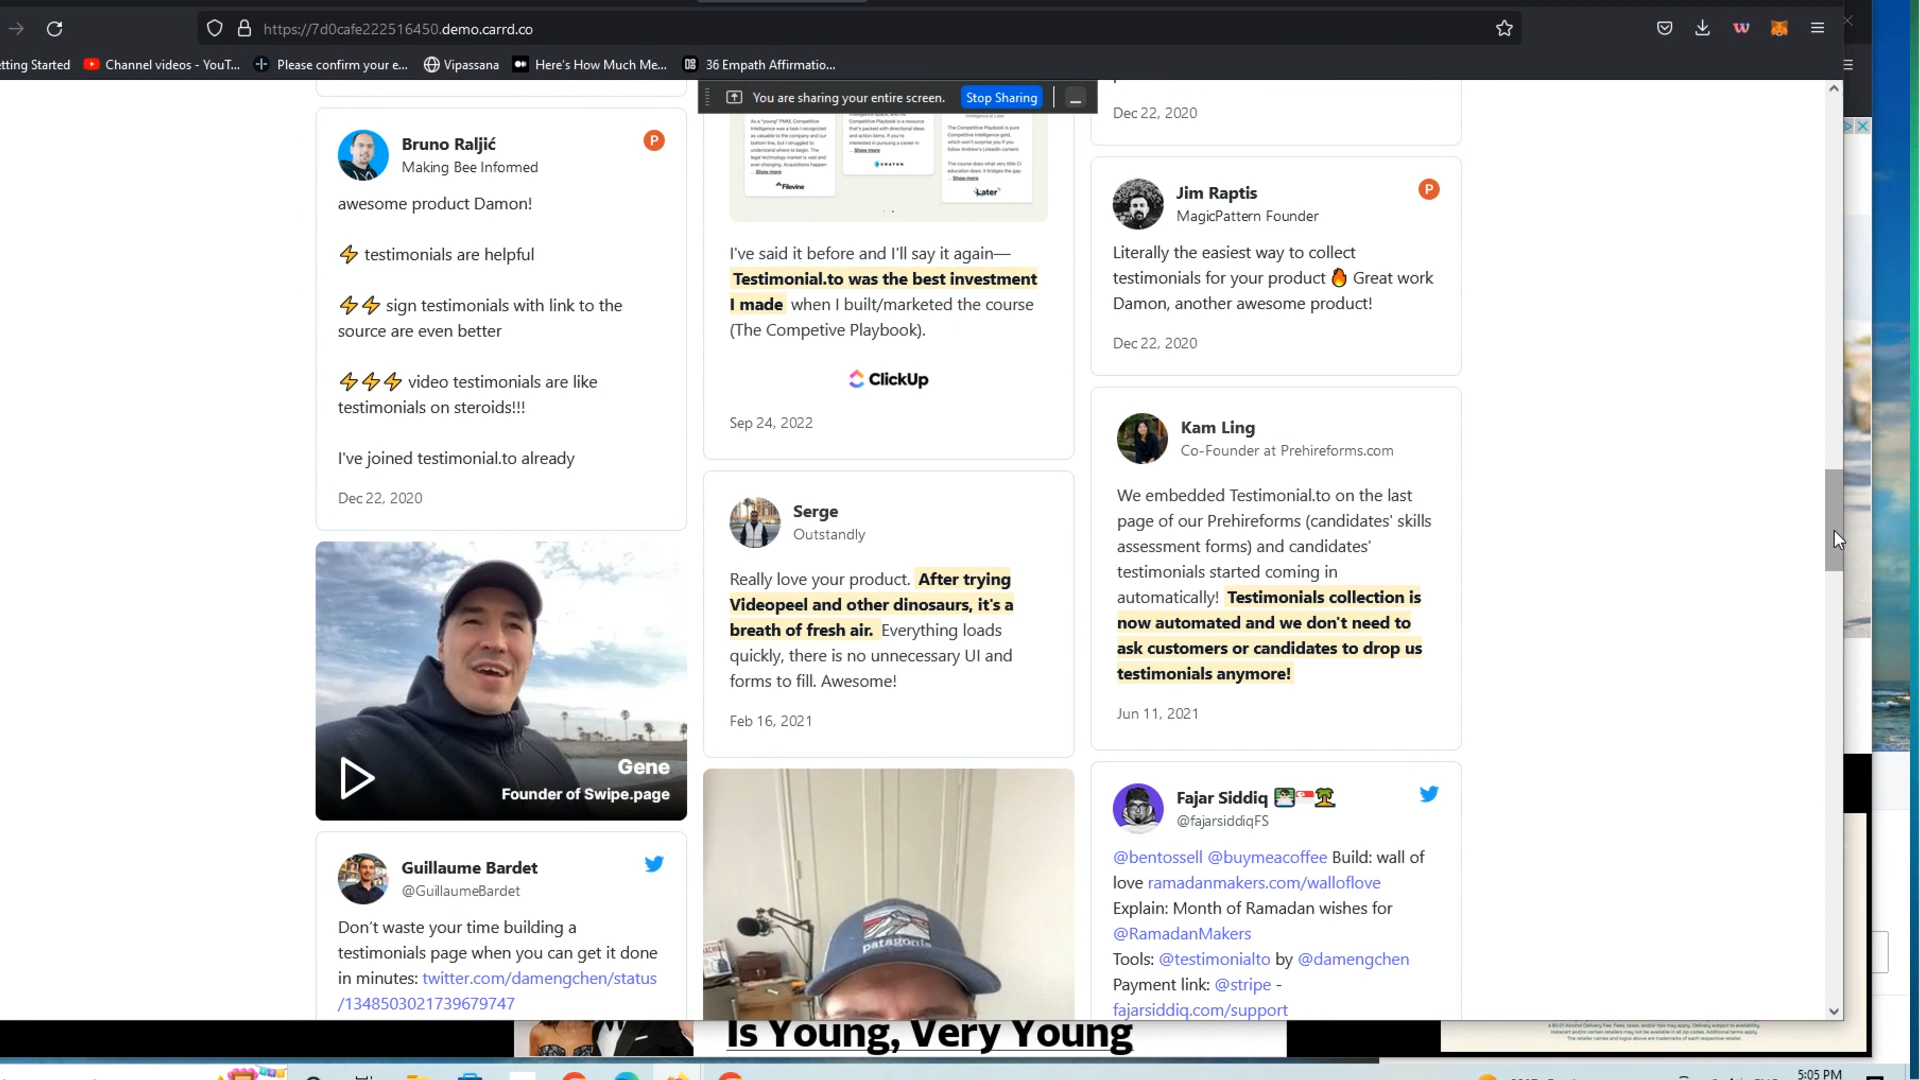 https://7d0cafe222516450.demo.carrd.co
etting Started
Channel videos - YouT...
Please confirm your e...
Vipassana
Here's How Much Me...
36 Empath Affirmatio...
You are sharing your entire screen.
Stop Sharing
Bruno Raljić
Making Bee Informed
awesome product Damon!
⚡ testimonials are helpful
⚡⚡ sign testimonials with link to the
source are even better
⚡⚡⚡ video testimonials are like
testimonials on steroids!!!
I've joined testimonial.to already
Dec 22, 2020
Gene
Founder of Swipe.page
Guillaume Bardet
@GuillaumeBardet
Don't waste your time building a
testimonials page when you can get it done
in minutes: twitter.com/damengchen/status
/1348503021739679747
... Show more
Filevine
... Show more
CRAYON
... Show more
Later
I've said it before and I'll say it again—
Testimonial.to was the best investment
I made when I built/marketed the course
(The Competive Playbook).
ClickUp
Sep 24, 2022
Serge
Outstandly
Really love your product. After trying
Videopeel and other dinosaurs, it's a
breath of fresh air. Everything loads
quickly, there is no unnecessary UI and
forms to fill. Awesome!
Feb 16, 2021
patagonia
Dec 22, 2020
Jim Raptis
MagicPattern Founder
Literally the easiest way to collect
testimonials for your product 🔥 Great work
Damon, another awesome product!
Dec 22, 2020
Kam Ling
Co-Founder at Prehireforms.com
We embedded Testimonial.to on the last
page of our Prehireforms (candidates' skills
assessment forms) and candidates'
testimonials started coming in
automatically! Testimonials collection is
now automated and we don't need to
ask customers or candidates to drop us
testimonials anymore!
Jun 11, 2021
Fajar Siddiq
@fajarsiddiqFS
@bentossell @buymeacoffee Build: wall of
love ramadanmakers.com/walloflove
Explain: Month of Ramadan wishes for
@RamadanMakers
Tools: @testimonialto by @damengchen
Payment link: @stripe -
fajarsiddiq.com/support
Is Young, Very Young
5:05 PM